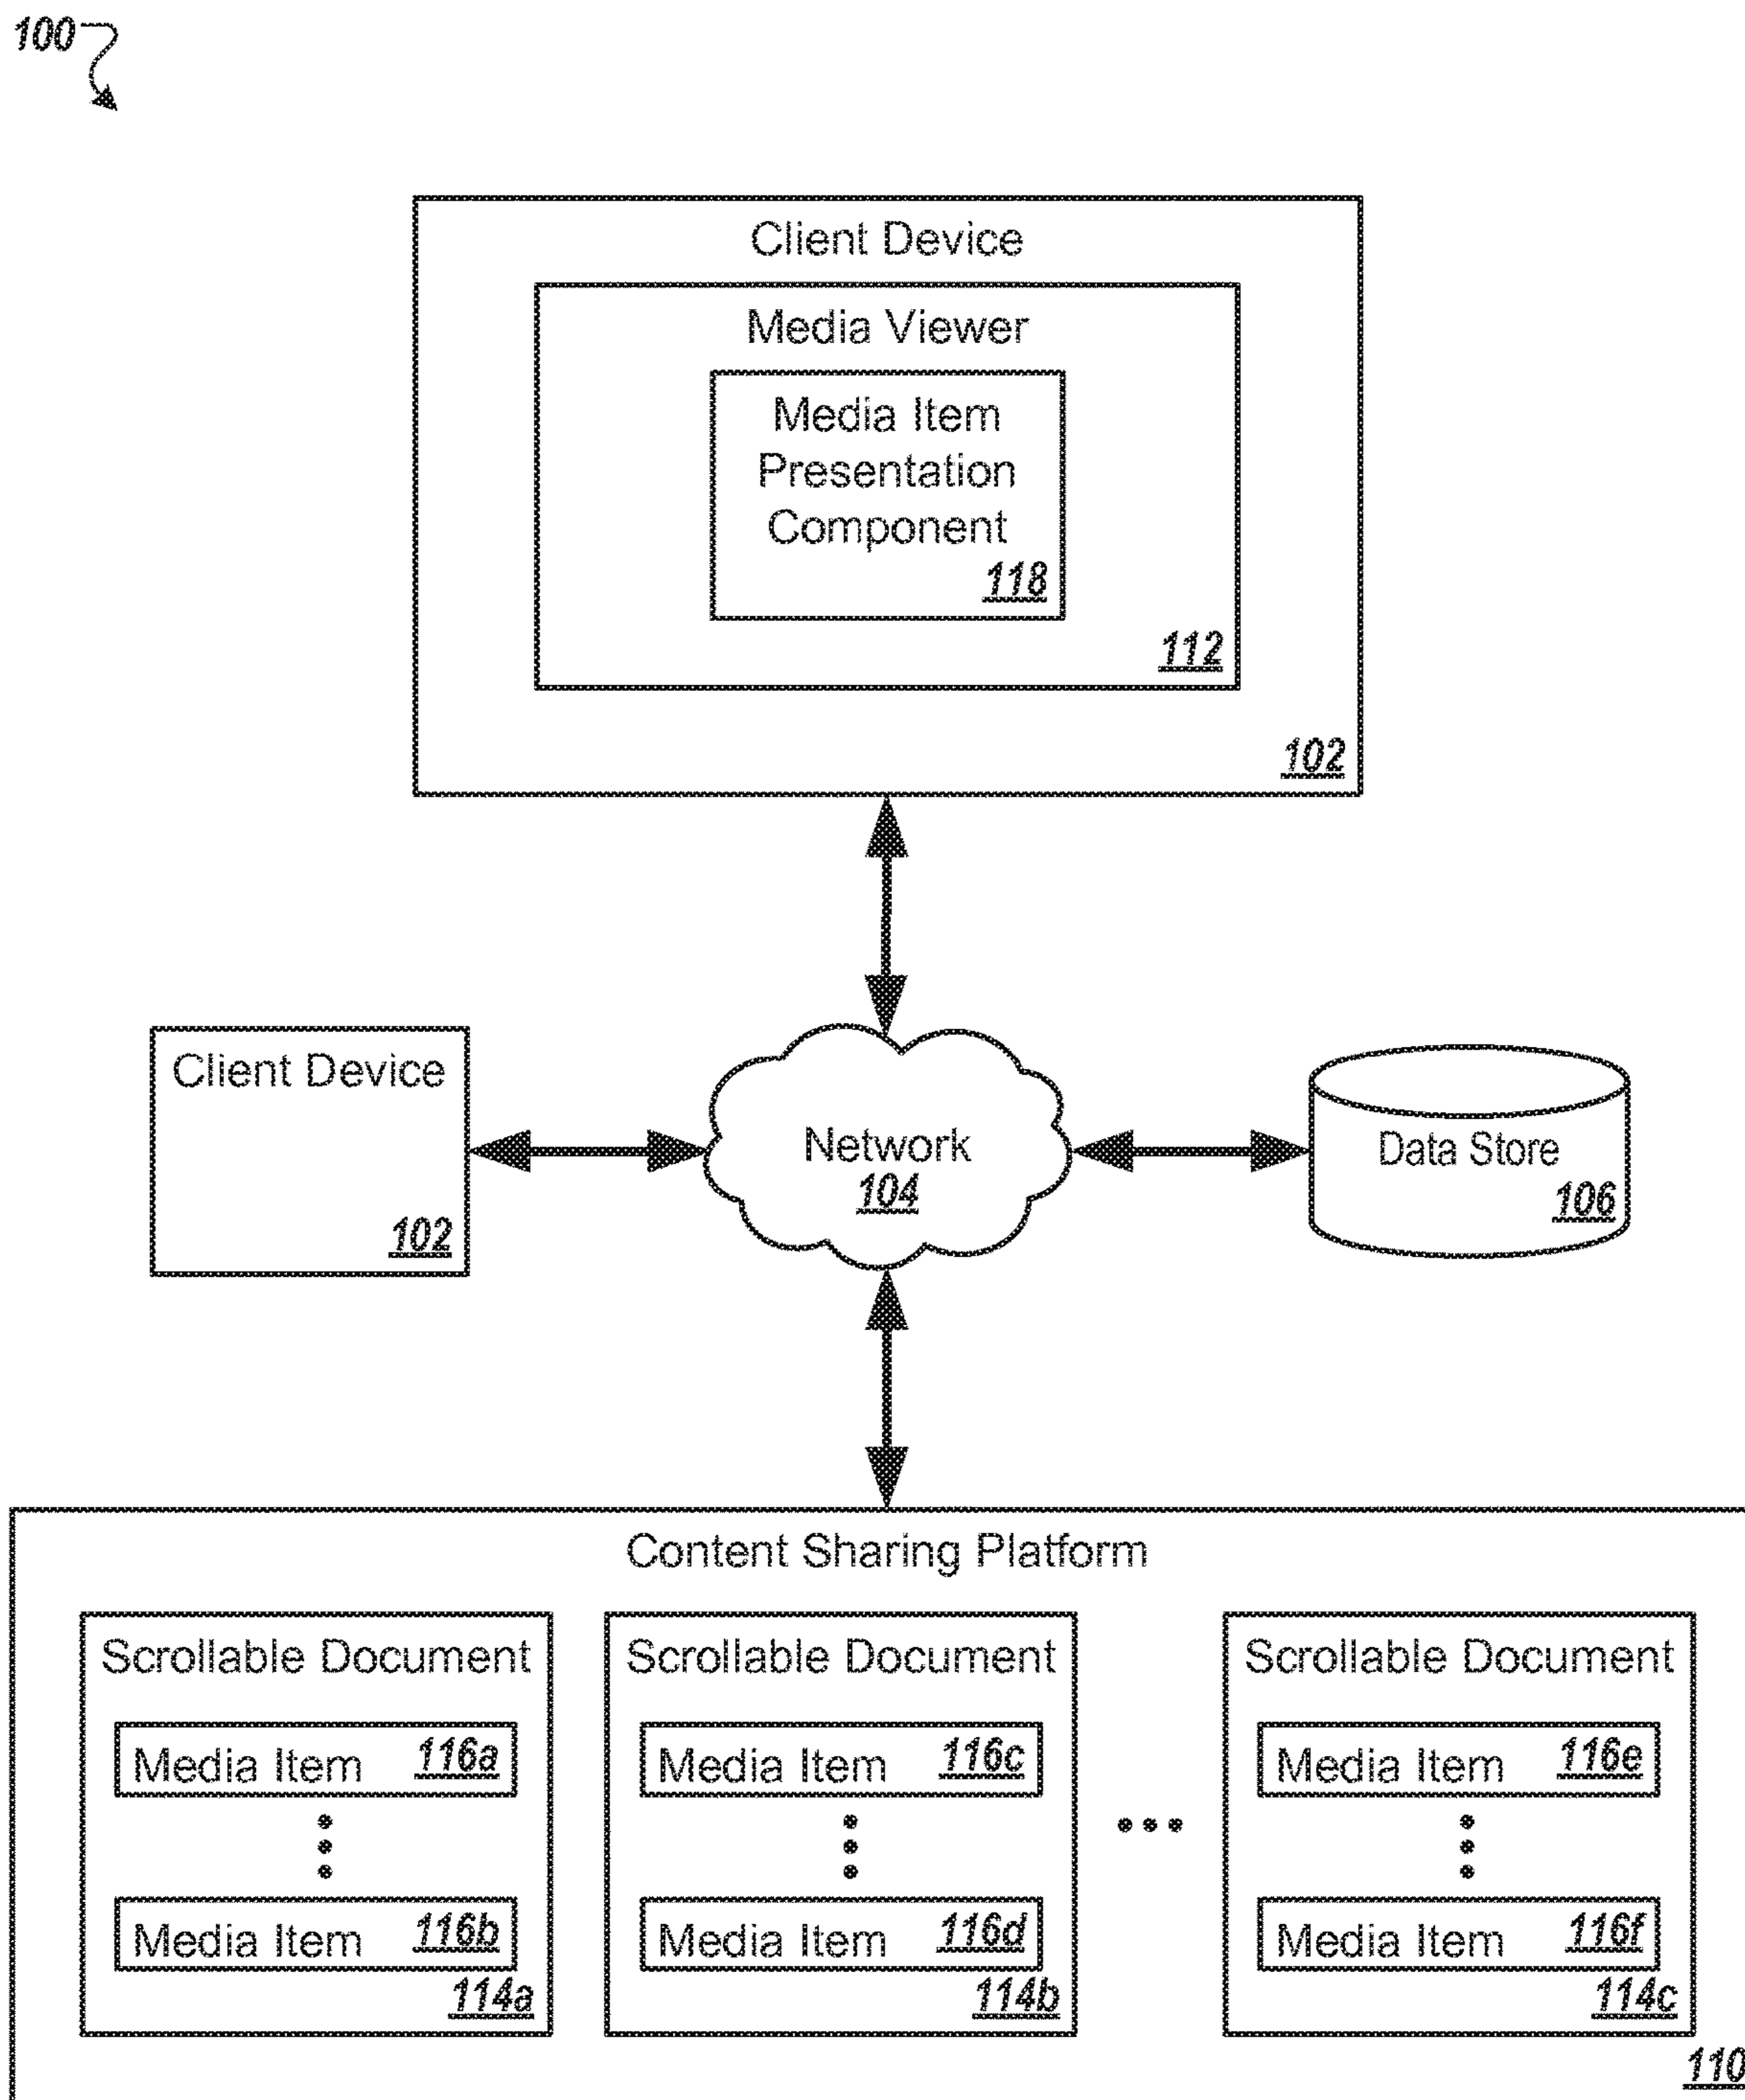 100
Client Device
Media Viewer
Media Item
Presentation
Component
118
112
102
Client Device
102
Network
104
Data Store
106
Content Sharing Platform
Scrollable Document
Media Item 116a
Media Item 116b
114a
Scrollable Document
Media Item 116c
Media Item 116d
114b
Scrollable Document
Media Item 116e
Media Item 116f
114c
110